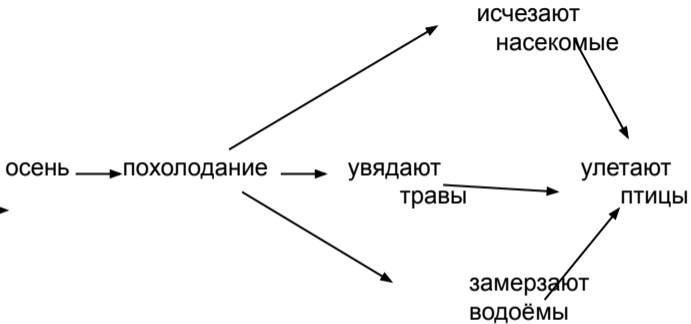 исчезают
насекомые
осень
похолодание
увядают
травы
улетают
птицы
замерзают
водоёмы